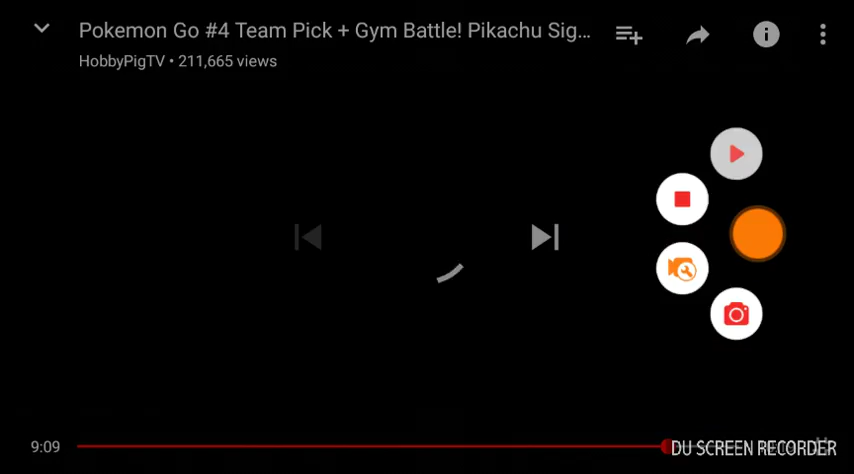 Pokemon Go #4 Team Pick + Gym Battle! Pikachu Sig...
HobbyPigTV • 211,665 views
9:09
DU SCREEN RECORDER